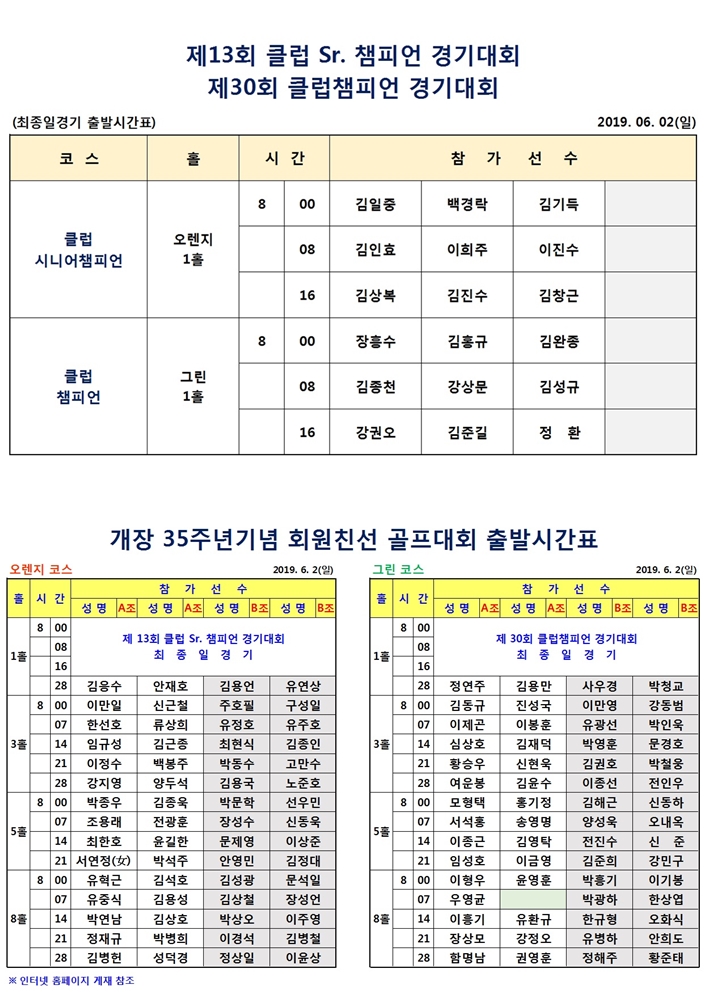 제13회 클럽 Sr. 챔피언 경기대회
제30회 클럽챔피언 경기대회
(최종일경기 출발시간표) 2019. 06. 02(일)
코 스 홀 시 간 참 가 선 수
클럽 시니어챔피언 오렌지 1홀 8 00 김일중 백경락 김기득
08 김인효 이희주 이진수
16 김상복 김진수 김창근
클럽 챔피언 그린 1홀 8 00 장흥수 김홍규 김완종
08 김종천 강상문 김성규
16 강권오 김준길 정 환
개장 35주년기념 회원친선 골프대회 출발시간표
오렌지 코스 2019. 6. 2(일)
홀 시 간 참 가 선 수
성 명 A조 성 명 A조 성 명 B조 성 명 B조
1홀 8 00
08
16
제 13회 클럽 Sr. 챔피언 경기대회
최 종 일 경 기
28 김응수 안재호 김용언 유연상
3홀 8 00 이만일 신근철 주호필 구성일
07 한선호 류상희 유정호 유주호
14 임규성 김근종 최현식 김종인
21 이정수 백봉주 박동수 고만수
28 강지영 양두석 김용국 노준호
5홀 8 00 박종우 김종욱 박문학 선우민
07 조용래 전광훈 장성수 신동욱
14 최한호 윤길한 문제영 이상준
21 서연정(女) 박석주 안영민 김정대
8홀 8 00 유혁근 김석호 김성광 문석일
07 유중식 김용성 김상철 장성언
14 박연남 김상호 박상오 이주영
21 정재규 박병희 이경석 김병철
28 김병헌 성덕경 정상일 이윤상
그린 코스 2019. 6. 2(일)
홀 시 간 참 가 선 수
성 명 A조 성 명 A조 성 명 B조 성 명 B조
1홀 8 00
08
16
제 30회 클럽챔피언 경기대회
최 종 일 경 기
28 정연주 김용만 사우경 박청교
3홀 8 00 김동규 진성국 이만영 강동범
07 이제곤 이봉훈 유광선 박인욱
14 심상호 김재덕 박영훈 문경호
21 황승우 신현욱 김권호 박철웅
28 여운봉 김윤수 이종선 전인우
5홀 8 00 모형택 홍기정 김해근 신동하
07 서석홍 송영명 양성욱 오내옥
14 이종근 김영탁 전진수 신 준
21 임성호 이금영 김준희 강민구
8홀 8 00 이형우 윤영훈 박흥기 이기봉
07 우영균 박광하 한상엽
14 이흥기 유환규 한규형 오화식
21 장상모 강정오 유병하 안희도
28 함명남 권영훈 정해주 황준태
※ 인터넷 홈페이지 게재 참조